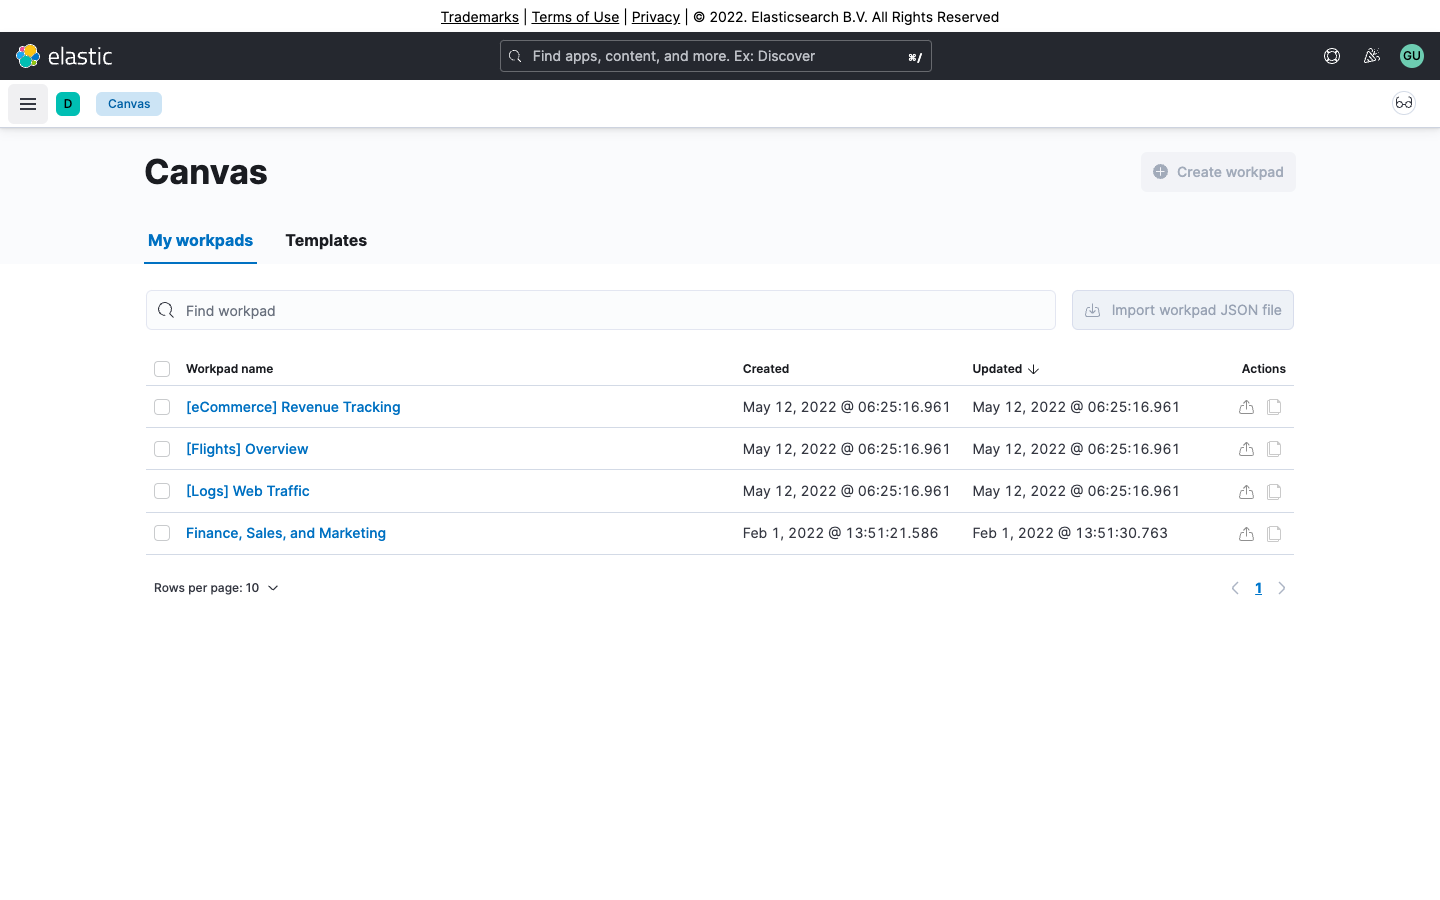 Trademarks | Terms of Use | Privacy | © 2022. Elasticsearch B.V. All Rights Reserved
elastic
Find apps, content, and more. Ex: Discover ⌘/
GU
D Canvas
Canvas
Create workpad
My workpads Templates
Find workpad
Import workpad JSON file
Workpad name Created Updated Actions
[eCommerce] Revenue Tracking May 12, 2022 @ 06:25:16.961 May 12, 2022 @ 06:25:16.961
[Flights] Overview May 12, 2022 @ 06:25:16.961 May 12, 2022 @ 06:25:16.961
[Logs] Web Traffic May 12, 2022 @ 06:25:16.961 May 12, 2022 @ 06:25:16.961
Finance, Sales, and Marketing Feb 1, 2022 @ 13:51:21.586 Feb 1, 2022 @ 13:51:30.763
Rows per page: 10
1